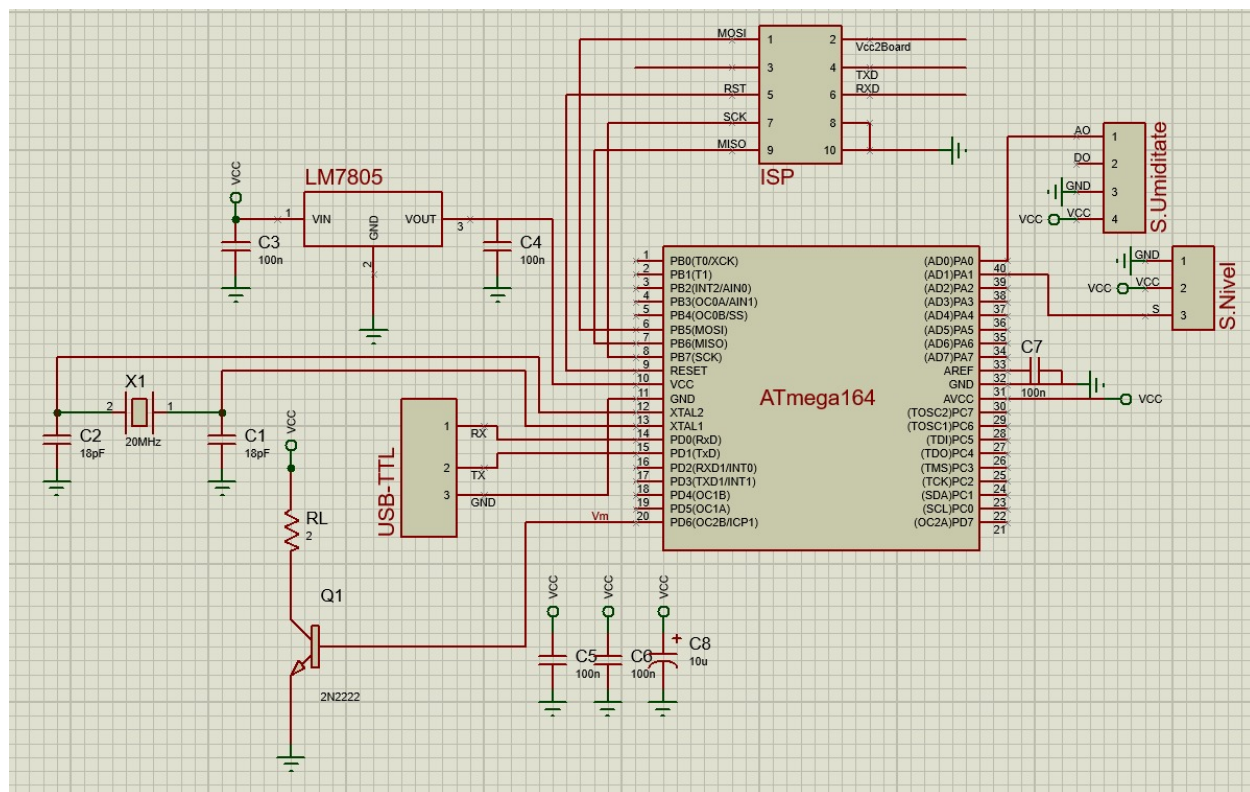 MOSI
1
2
Vcc2Board
3
4
TXD
RST
5
6
RXD
SCK
7
8
MISO
9
10
ISP
AO
1
DO
2
GND
3
VCC
VCC
4
S.Umiditate
GND
1
VCC
VCC
2
S
3
S.Nivel
VCC
LM7805
1
VIN
VOUT
3
GND
2
C3
100n
C4
100n
1
PB0(T0/XCK)
2
PB1(T1)
3
PB2(INT2/AIN0)
4
PB3(OC0A/AIN1)
5
PB4(OC0B/SS)
6
PB5(MOSI)
7
PB6(MISO)
8
PB7(SCK)
9
RESET
10
VCC
11
GND
12
XTAL2
13
XTAL1
14
PD0(RxD)
15
PD1(TxD)
16
PD2(RXD1/INT0)
17
PD3(TXD1/INT1)
18
PD4(OC1B)
19
PD5(OC1A)
20
PD6(OC2B/ICP1)
ATmega164
(AD0)PA0
40
(AD1)PA1
39
(AD2)PA2
38
(AD3)PA3
37
(AD4)PA4
36
(AD5)PA5
35
(AD6)PA6
34
(AD7)PA7
33
AREF
32
GND
31
AVCC
30
(TOSC2)PC7
29
(TOSC1)PC6
28
(TDI)PC5
27
(TDO)PC4
26
(TMS)PC3
25
(TCK)PC2
24
(SDA)PC1
23
(SCL)PC0
22
(OC2A)PD7
21
C7
100n
VCC
X1
2
1
20MHz
C2
18pF
C1
18pF
VCC
RL
2
Q1
2N2222
USB-TTL
1
RX
2
TX
3
GND
Vm
VCC
VCC
VCC
C5
100n
C6
100n
C8
10u